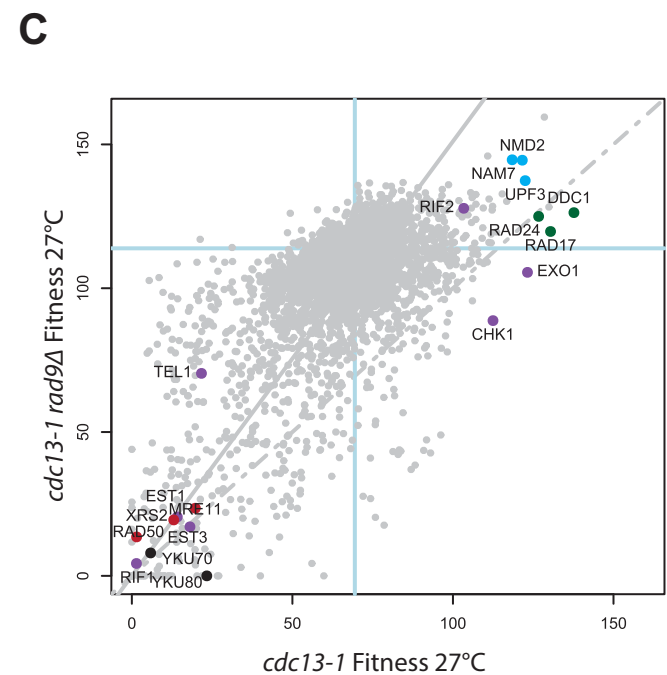 C
cdc13-1 rad9Δ Fitness 27°C
150
100
50
0
NMD2
NAM7
UPF3
DDC1
RIF2
RAD24
RAD17
EXO1
CHK1
TEL1
EST1
XRS2
MRE11
RAD50
EST3
YKU70
RIF1
YKU80
0 50 100 150
cdc13-1 Fitness 27°C